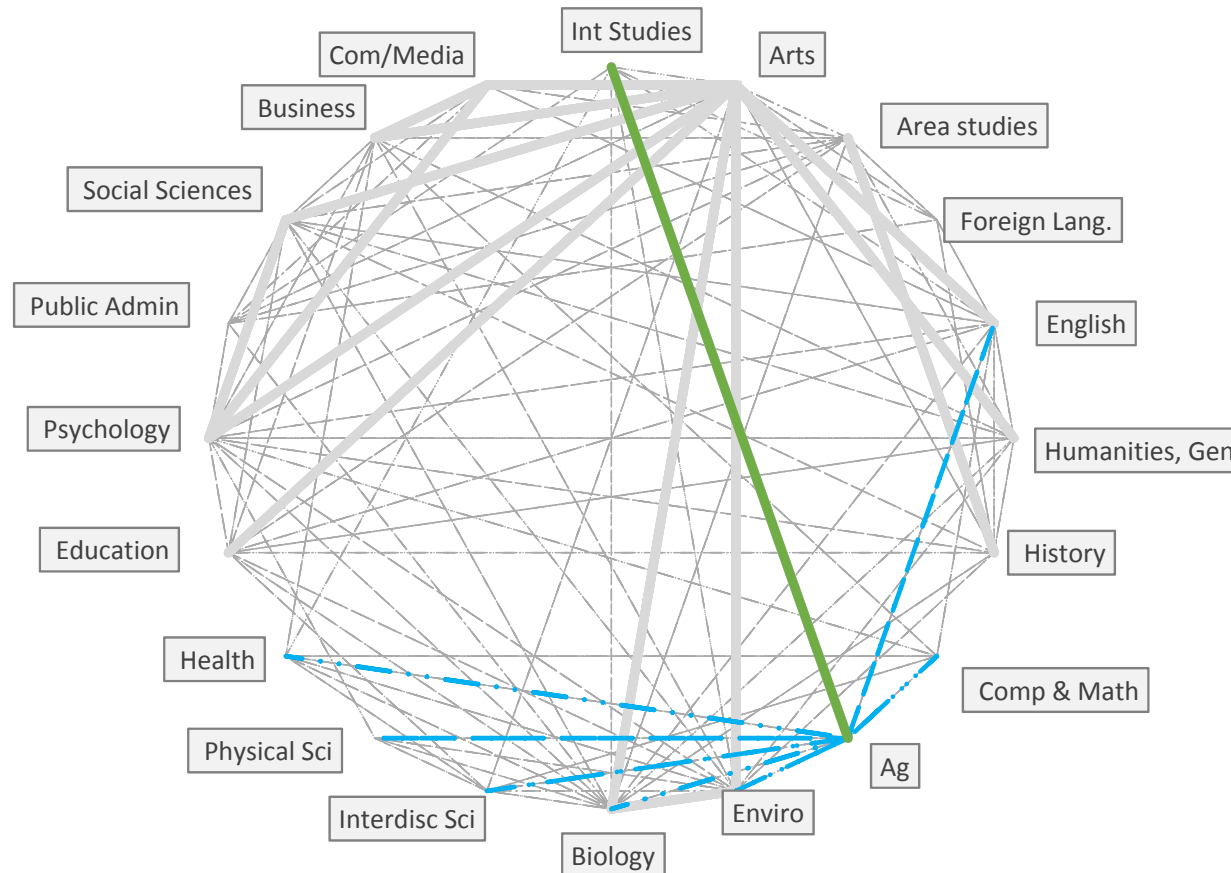 Int Studies
Arts
Com/Media
Business
Area studies
Social Sciences
Foreign Lang.
Public Admin
English
Psychology
Humanities, Gen
Education
History
Health
Comp & Math
Physical Sci
Ag
Interdisc Sci
Enviro
Biology